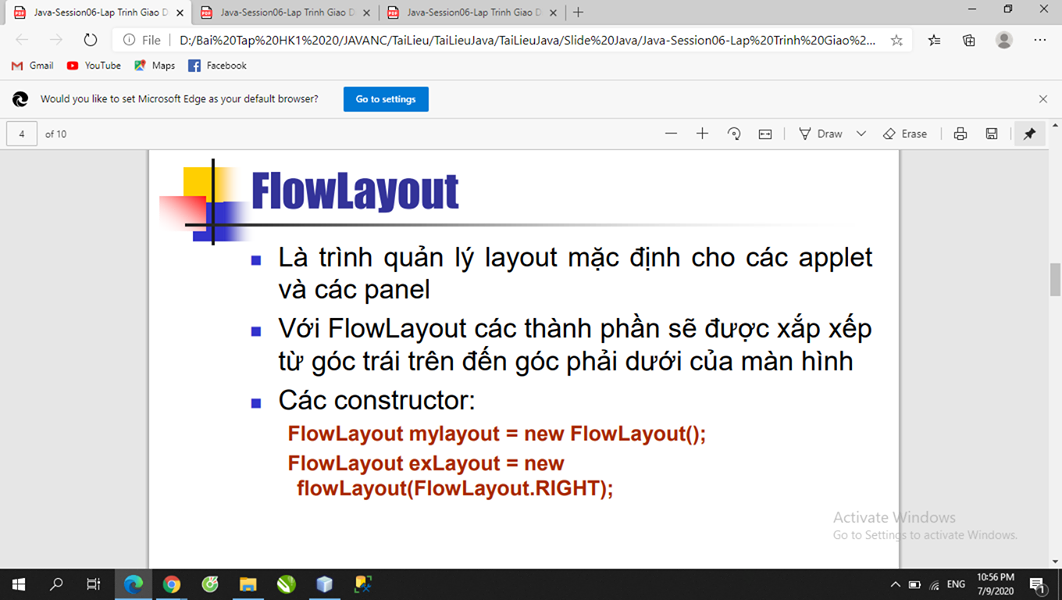 Java-Session06-Lap Trinh Giao D
Java-Session06-Lap Trinh Giao D
Java-Session06-Lap Trinh Giao D
File
D:/Bai%20Tap%20HK1%2020/JAVANC/TaiLieu/TaiLieuJava/TaiLieuJava/Slide%20Java/Java-Session06-Lap%20Trinh%20Giao%2...
Gmail
YouTube
Maps
Facebook
Would you like to set Microsoft Edge as your default browser?
Go to settings
4
of 10
Draw
Erase
FlowLayout
Là trình quản lý layout mặc định cho các applet
và các panel
Với FlowLayout các thành phần sẽ được xắp xếp
từ góc trái trên đến góc phải dưới của màn hình
Các constructor:
FlowLayout mylayout = new FlowLayout();
FlowLayout exLayout = new
flowLayout(FlowLayout.RIGHT);
Activate Windows
Go to Settings to activate Windows.
ENG
10:56 PM
7/9/2020
1